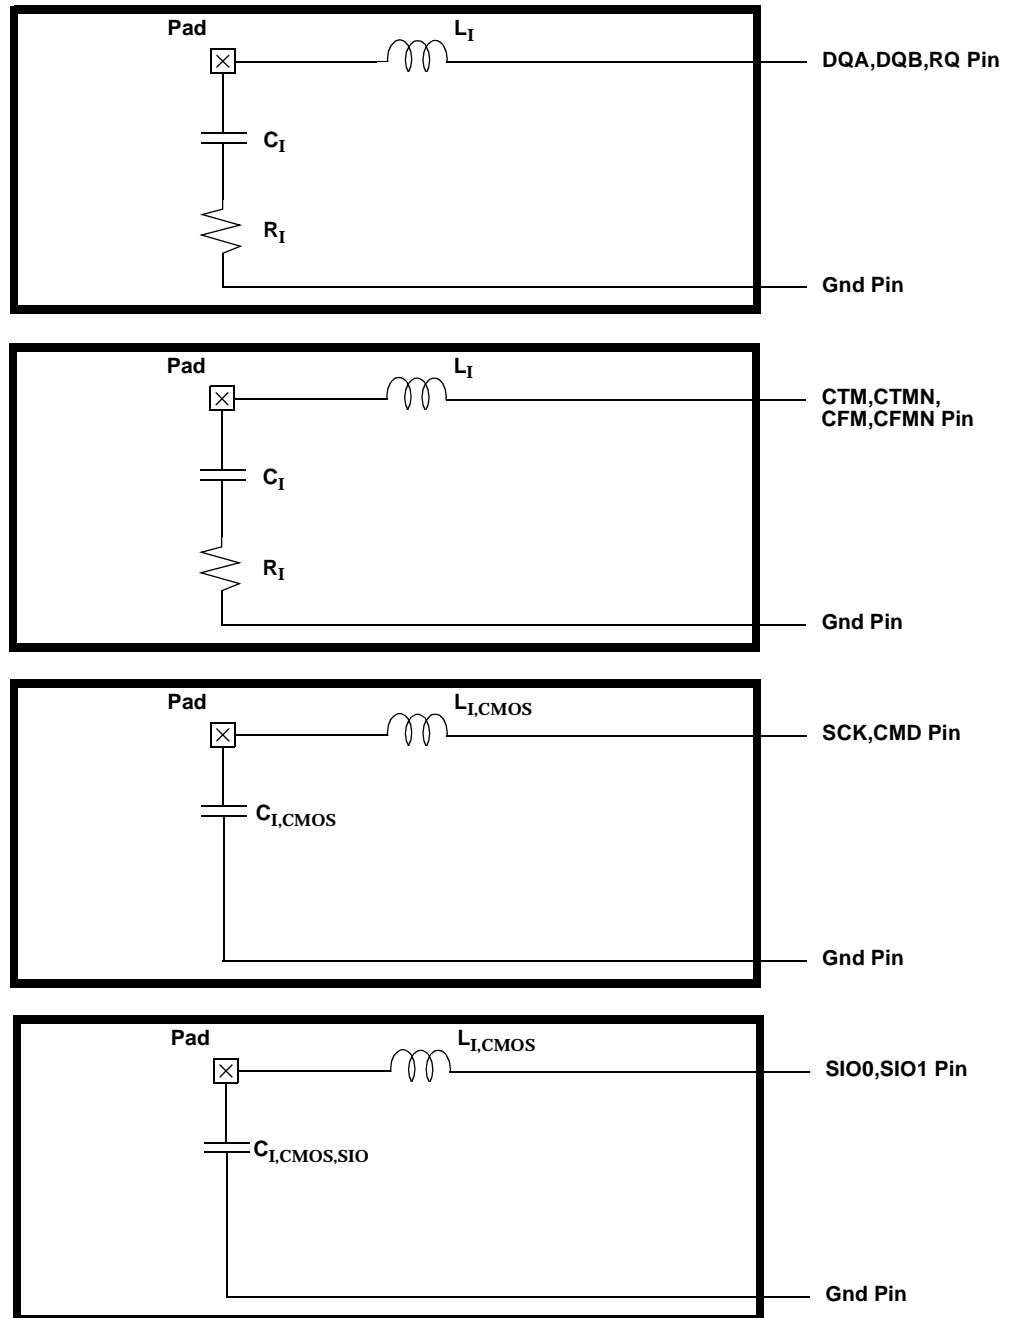 Pad
LI
DQA,DQB,RQ Pin
CI
RI
Gnd Pin
Pad
LI
CTM,CTMN,
CFM,CFMN Pin
CI
RI
Gnd Pin
Pad
LI,CMOS
SCK,CMD Pin
CI,CMOS
Gnd Pin
Pad
LI,CMOS
SIO0,SIO1 Pin
CI,CMOS,SIO
Gnd Pin